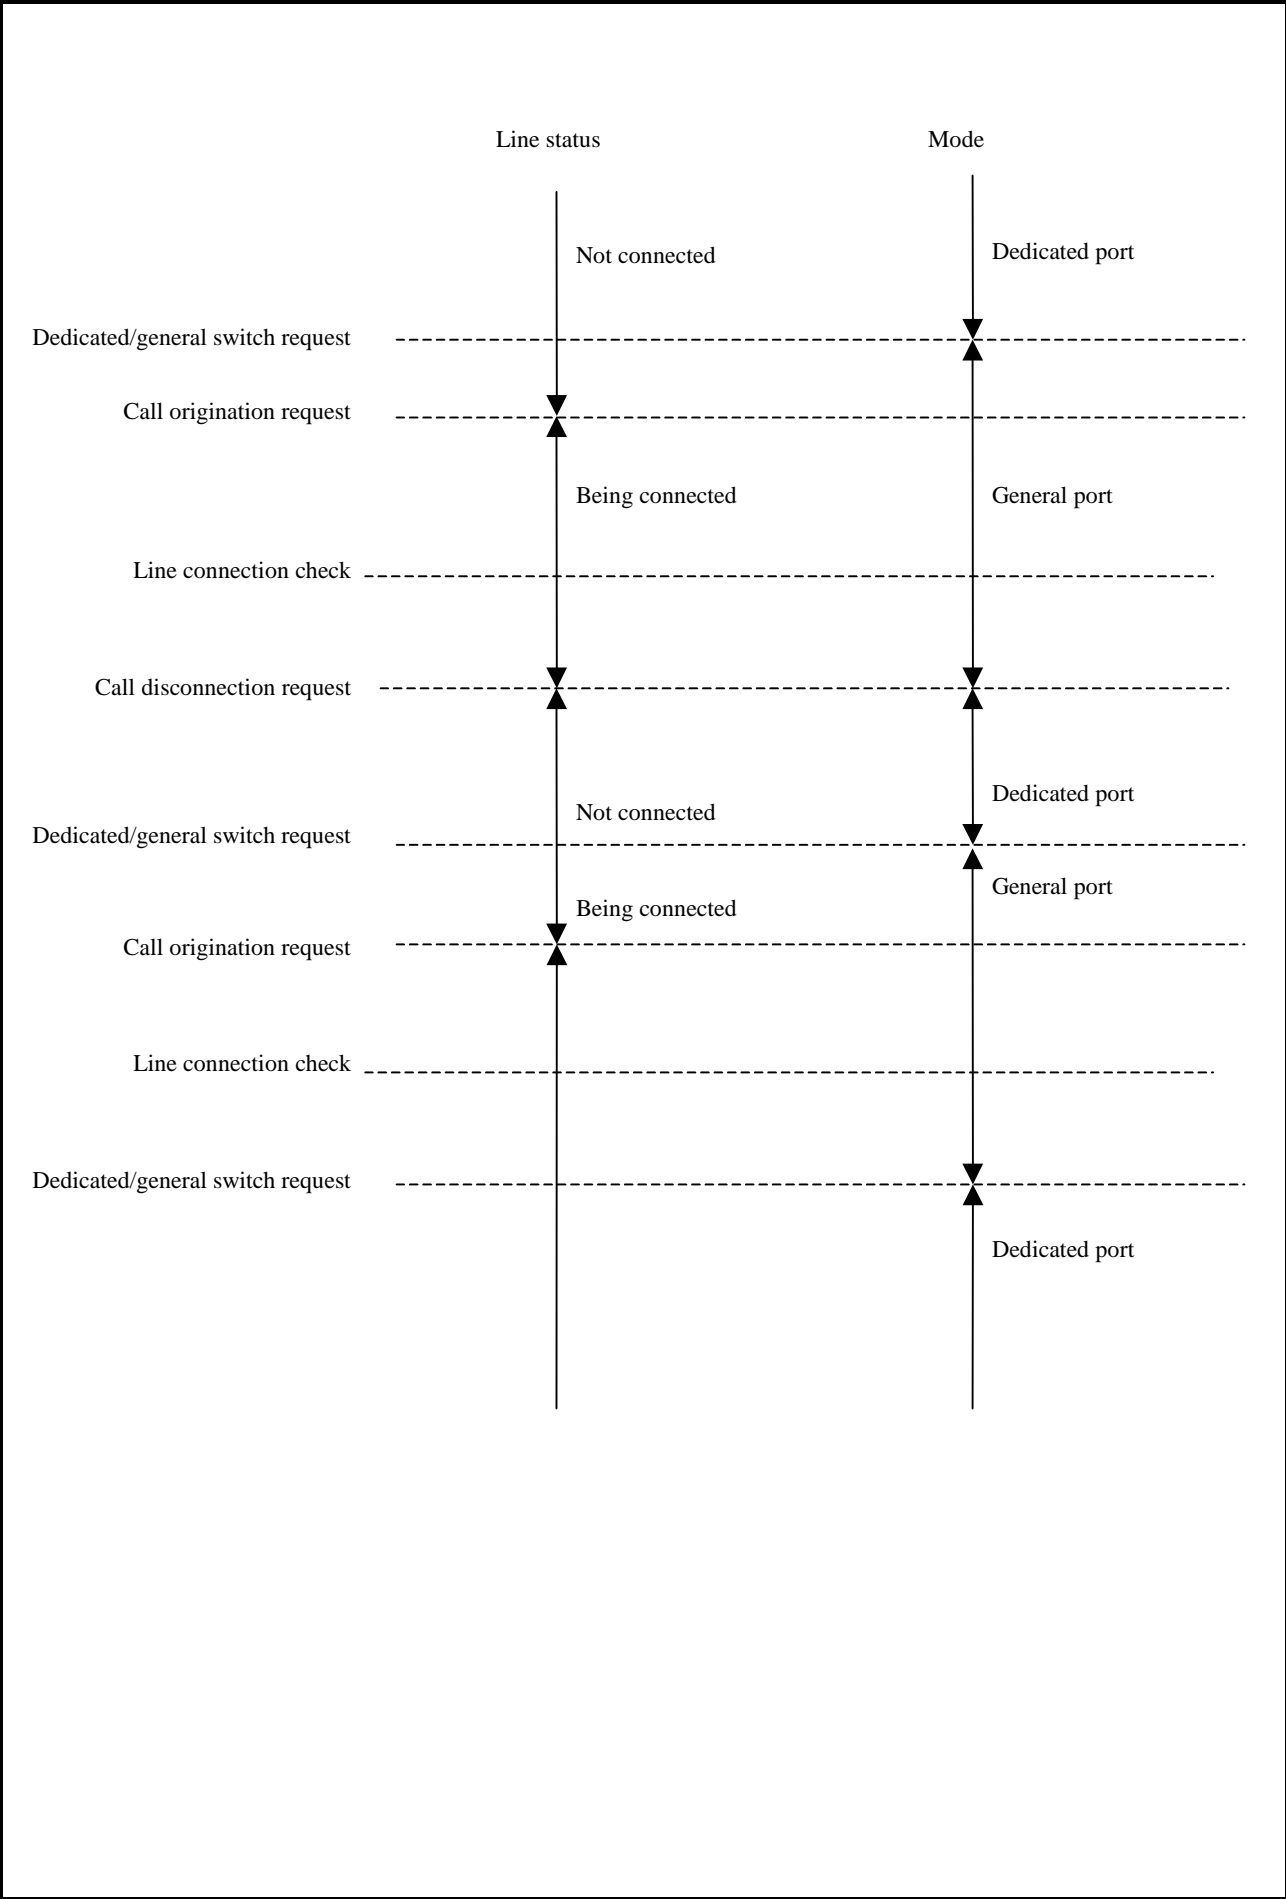 Line status
Mode
Not connected
Dedicated port
Dedicated/general switch request
Call origination request
Being connected
General port
Line connection check
Call disconnection request
Not connected
Dedicated port
Dedicated/general switch request
General port
Being connected
Call origination request
Line connection check
Dedicated/general switch request
Dedicated port